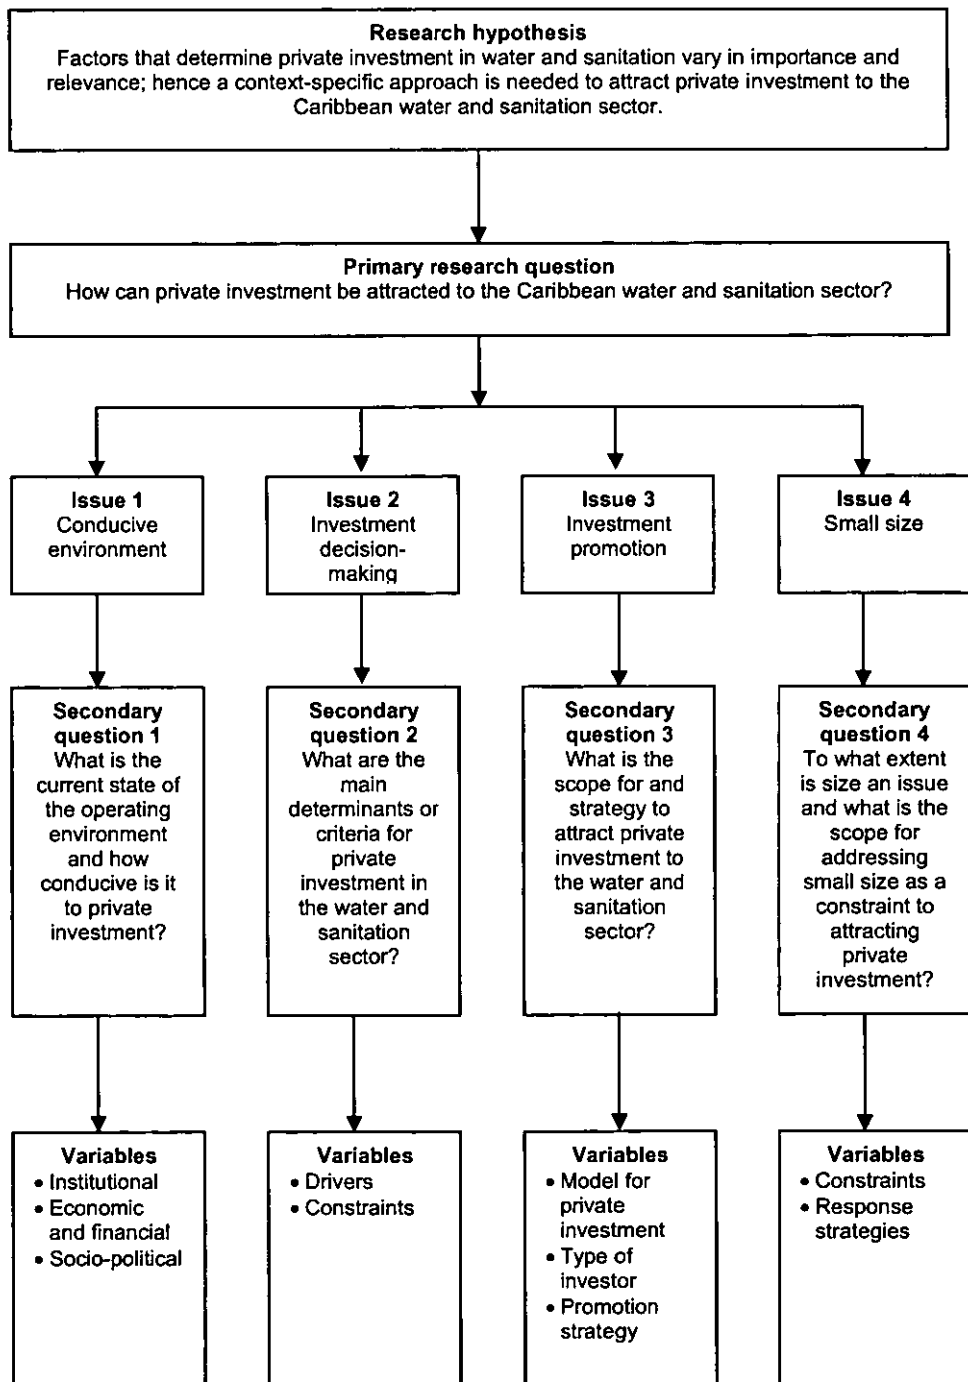 Research hypothesis
Factors that determine private investment in water and sanitation vary in importance and
relevance; hence a context-specific approach is needed to attract private investment to the
Caribbean water and sanitation sector.
Primary research question
How can private investment be attracted to the Caribbean water and sanitation sector?
Issue 1
Conducive
environment
Issue 2
Investment
decision-
making
Issue 3
Investment
promotion
Issue 4
Small size
Secondary
question 1
What is the
current state of
the operating
environment
and how
conducive is it
to private
investment?
Secondary
question 2
What are the
main
determinants or
criteria for
private
investment in
the water and
sanitation
sector?
Secondary
question 3
What is the
scope for and
strategy to
attract private
investment to
the water and
sanitation
sector?
Secondary
question 4
To what extent
is size an issue
and what is the
scope for
addressing
small size as a
constraint to
attracting
private
investment?
Variables
• Institutional
• Economic
and financial
• Socio-political
Variables
• Drivers
• Constraints
Variables
• Model for
private
investment
• Type of
investor
• Promotion
strategy
Variables
• Constraints
• Response
strategies